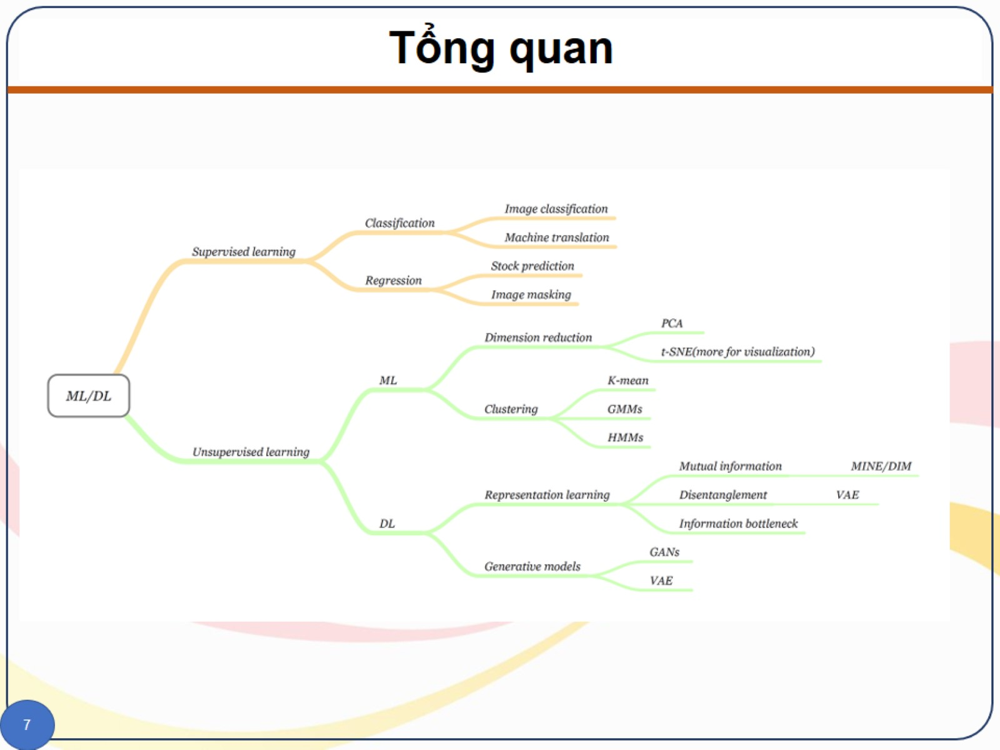 Tổng quan
Image classification
Classification
Machine translation
Supervised learning
Stock prediction
Regression
Image masking
PCA
Dimension reduction
t-SNE(more for visualization)
ML
K-mean
ML/DL
Clustering
GMMs
HMMs
Unsupervised learning
Mutual information MINE/DIM
Representation learning
Disentanglement VAE
DL
Information bottleneck
GANs
Generative models
VAE
7